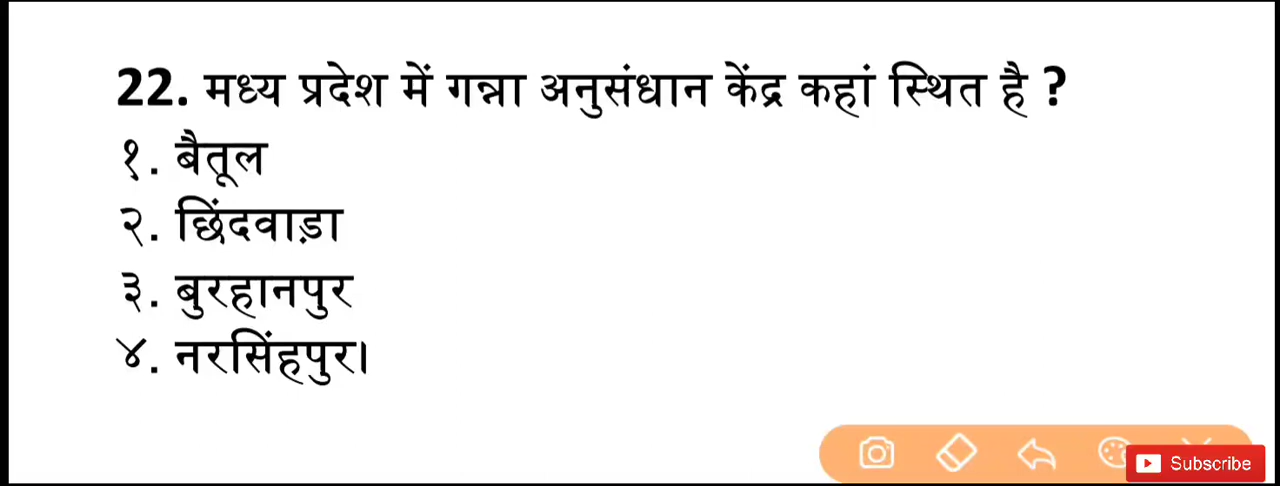 22. मध्य प्रदेश में गन्ना अनुसंधान केंद्र कहां स्थित है ?
१. बैतूल
२. छिंदवाड़ा
३. बुरहानपुर
४. नरसिंहपुर।
Subscribe